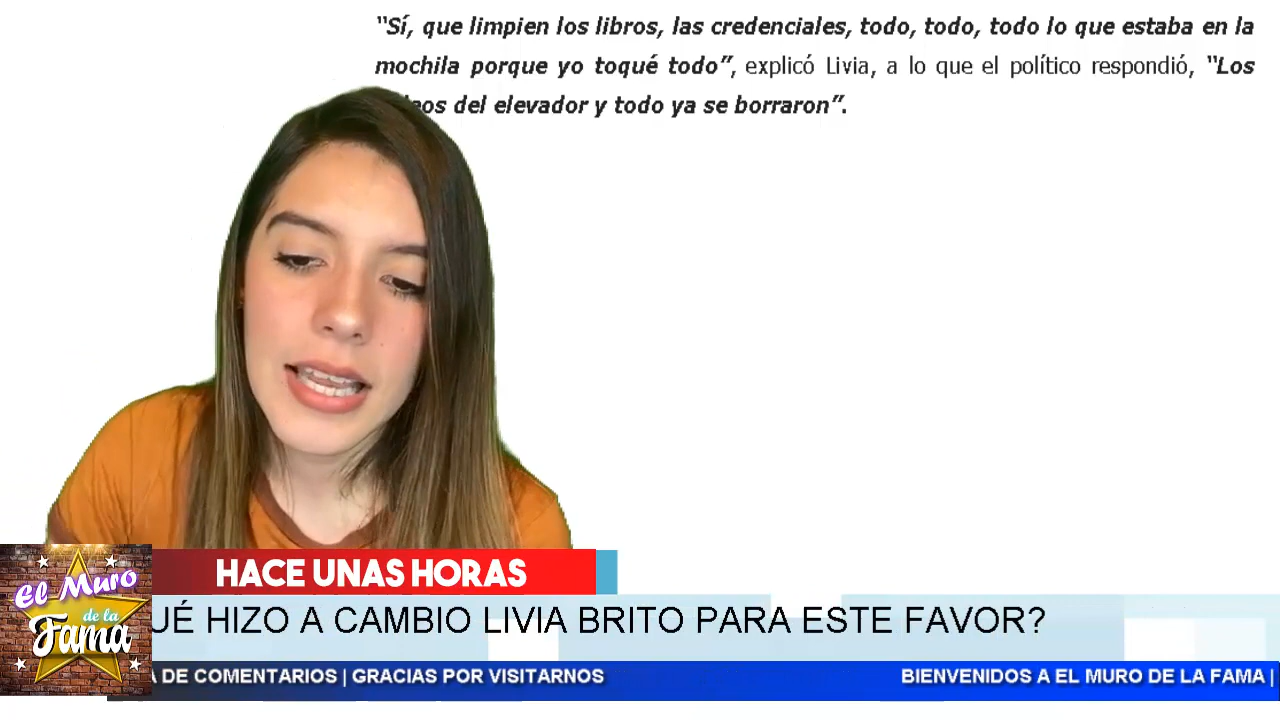 “Sí, que limpien los libros, las credenciales, todo, todo, todo lo que estaba en la
mochila porque yo toqué todo”, explicó Livia, a lo que el político respondió, “Los
del elevador y todo ya se borraron”.
HACE UNAS HORAS
UÉ HIZO A CAMBIO LIVIA BRITO PARA ESTE FAVOR?
El Muro
de la
Fama
A DE COMENTARIOS | GRACIAS POR VISITARNOS
BIENVENIDOS A EL MURO DE LA FAMA |